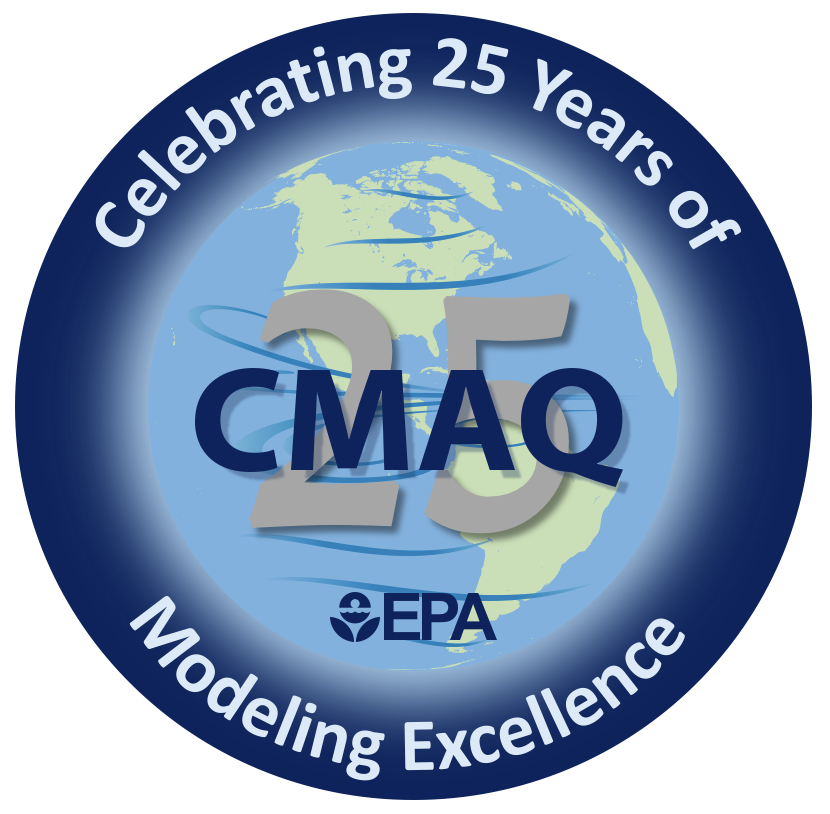 Celebrating 25 Years of
25
CMAQ
EPA
Modeling Excellence